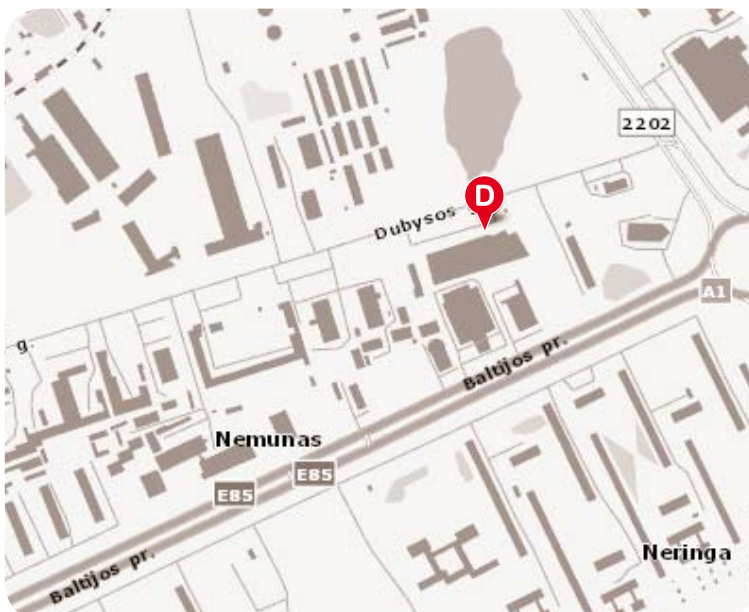 2202
D
Dubysos
A1
g.
Baltijos pr.
Nemunas
E85
E85
Neringa
Baltijos pr.